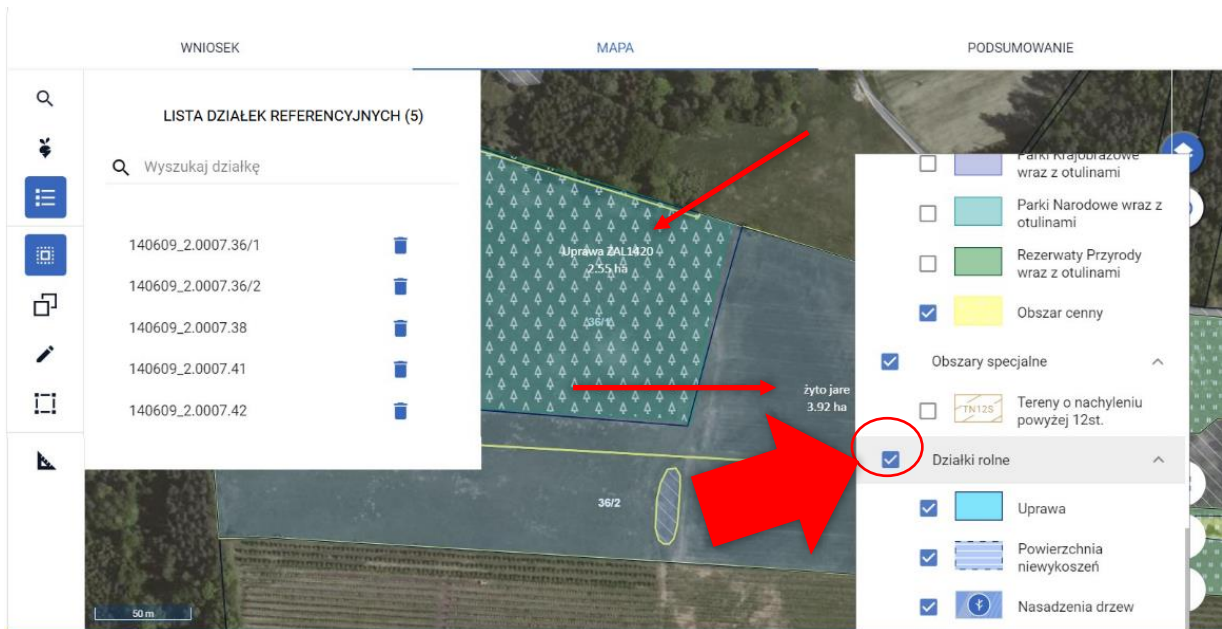 WNIOSEK
MAPA
PODSUMOWANIE
LISTA DZIAŁEK REFERENCYJNYCH (5)
Wyszukaj działkę
140609_2.0007.36/1
140609_2.0007.36/2
140609_2.0007.38
140609_2.0007.41
140609_2.0007.42
Uprawa ZAL1420
2.55 ha
36/1
żyto jare
3.92 ha
36/2
50 m
Parki Krajobrazowe
wraz z otulinami
Parki Narodowe wraz z
otulinami
Rezerwaty Przyrody
wraz z otulinami
Obszar cenny
Obszary specjalne
TN12S
Tereny o nachyleniu
powyżej 12st.
Działki rolne
Uprawa
Powierzchnia
niewykoszeń
Nasadzenia drzew